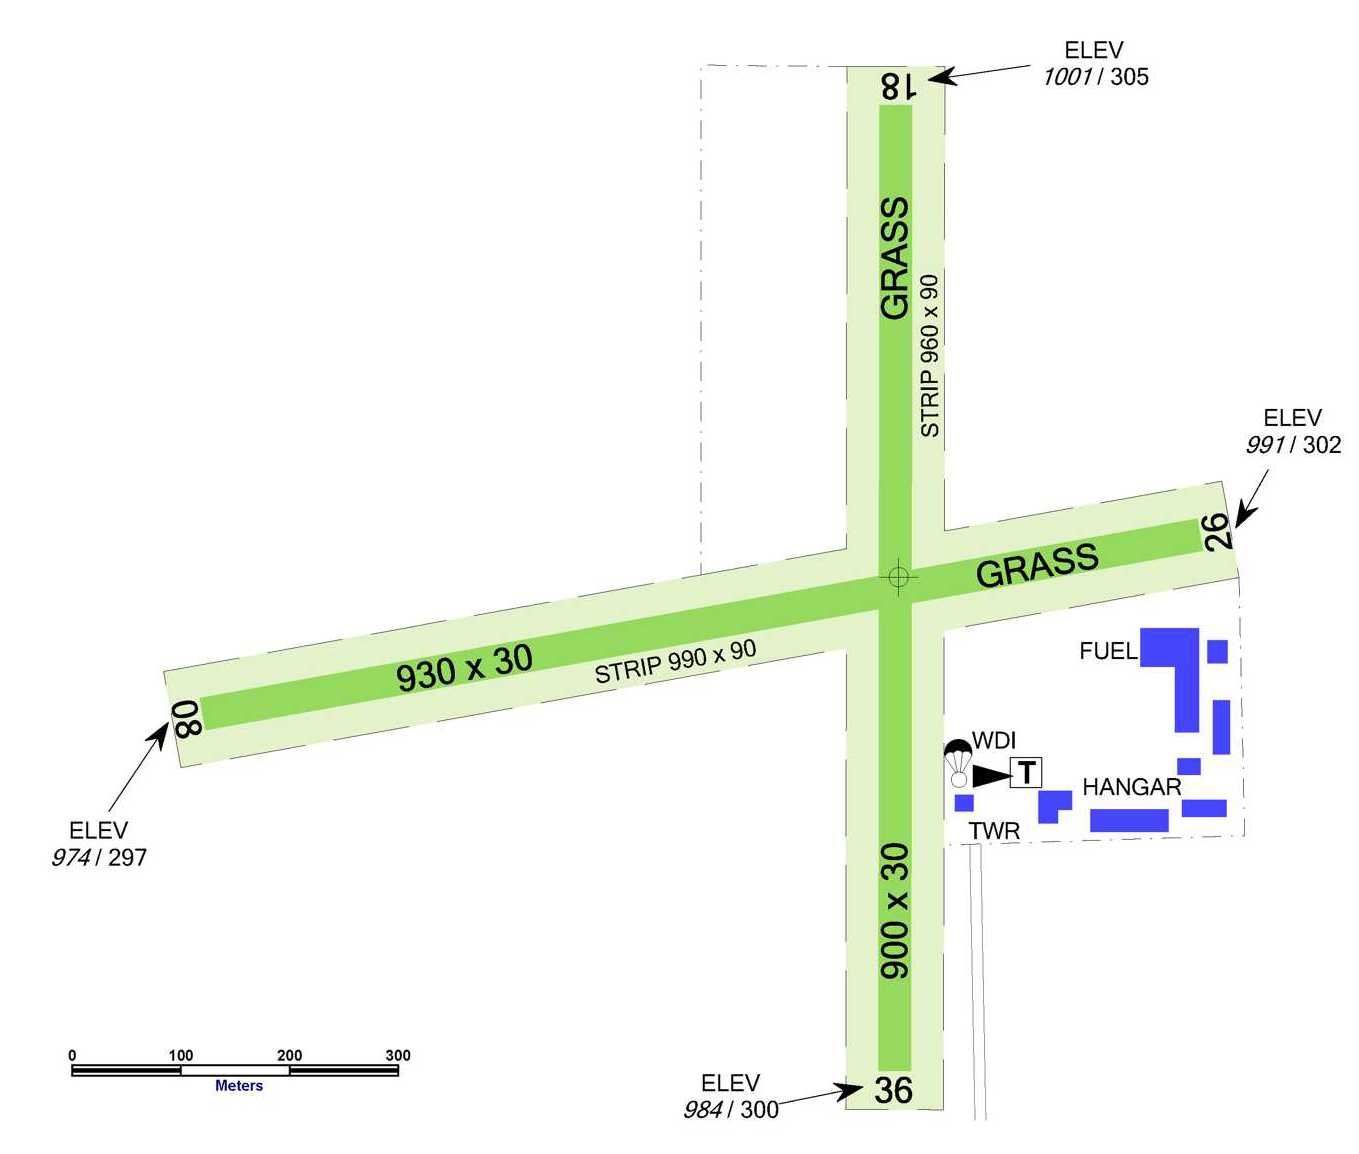 ELEV
1001 / 305
18
GRASS
STRIP 960 x 90
ELEV
991 / 302
26
GRASS
930 x 30
STRIP 990 x 90
08
FUEL
WDI
T
HANGAR
TWR
ELEV
974 / 297
900 x 30
0 100 200 300
Meters
ELEV
984 / 300
36